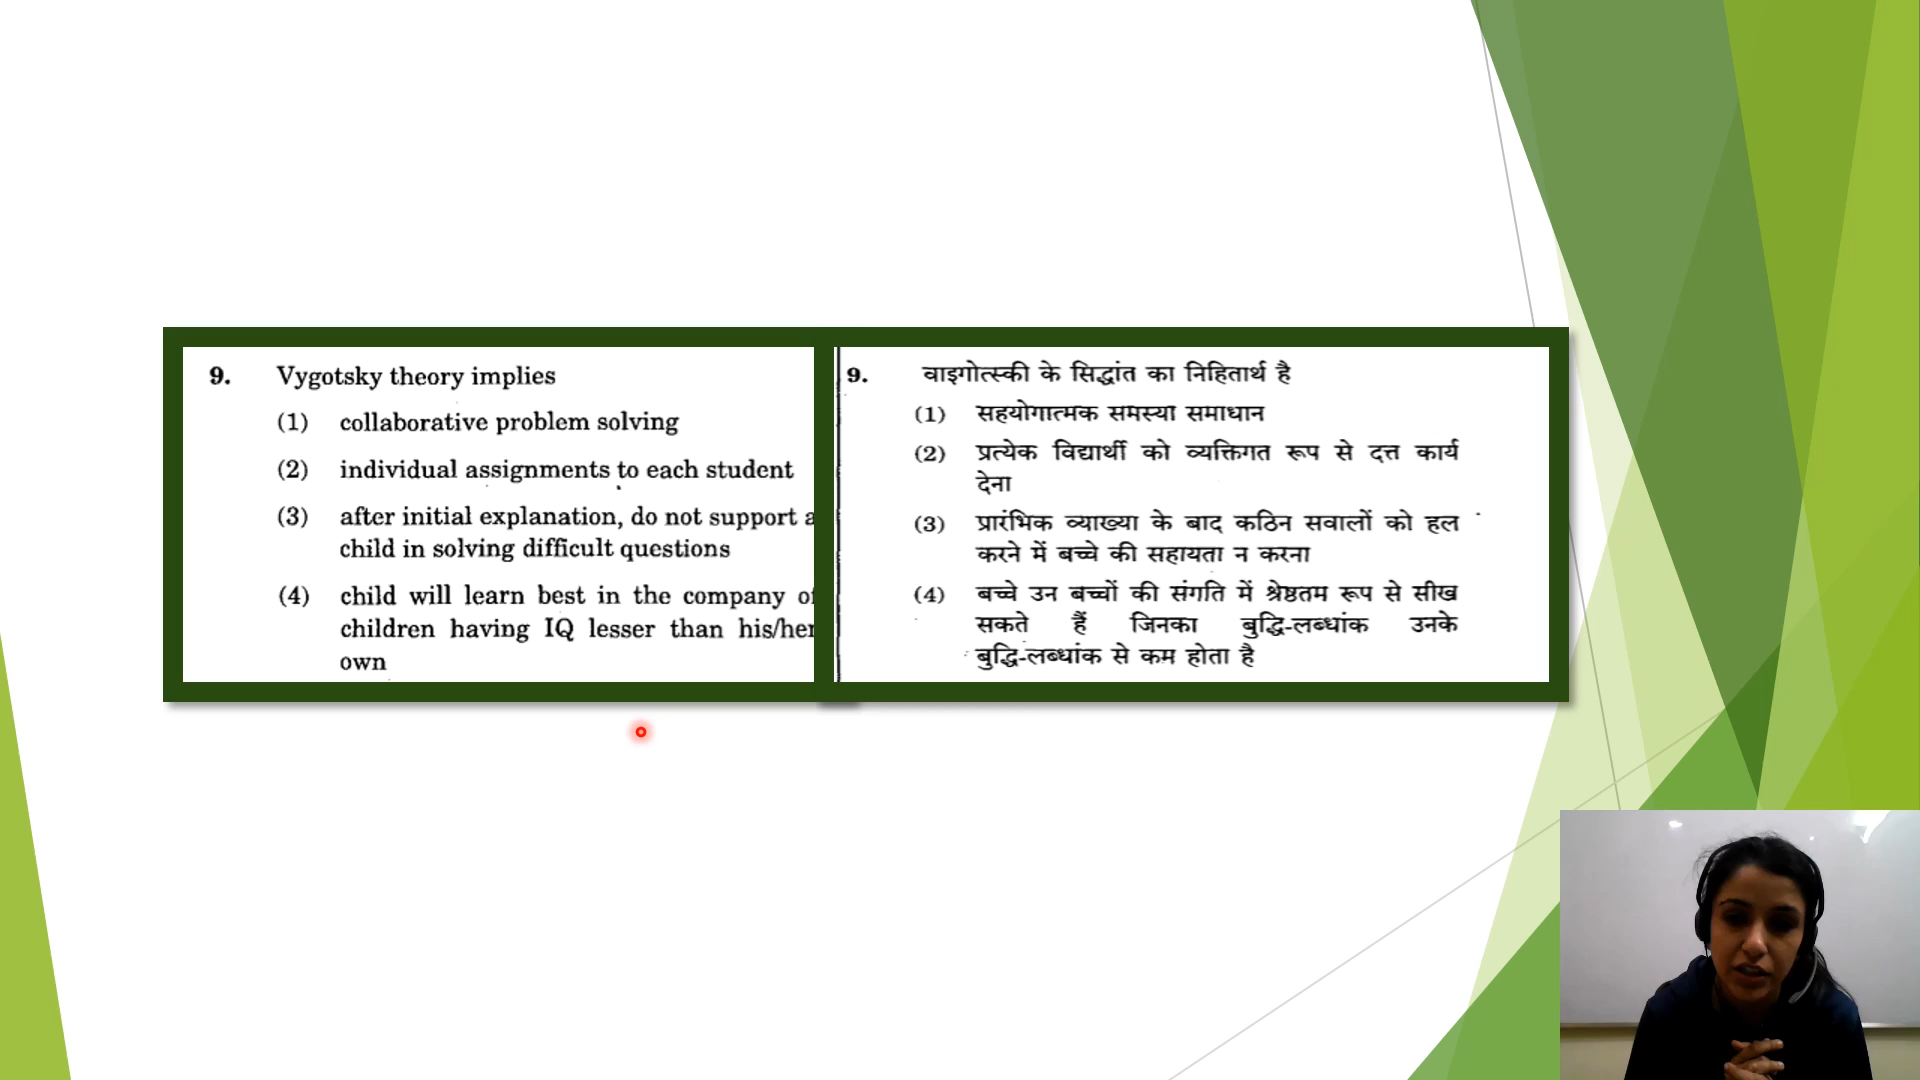 9. Vygotsky theory implies
(1) collaborative problem solving
(2) individual assignments to each student
(3) after initial explanation, do not support a
child in solving difficult questions
(4) child will learn best in the company of
children having IQ lesser than his/her
own
9. वाइगोत्स्की के सिद्धांत का निहितार्थ है
(1) सहयोगात्मक समस्या समाधान
(2) प्रत्येक विद्यार्थी को व्यक्तिगत रूप से दत्त कार्य
देना
(3) प्रारंभिक व्याख्या के बाद कठिन सवालों को हल
करने में बच्चे की सहायता न करना
(4) बच्चे उन बच्चों की संगति में श्रेष्ठतम रूप से सीख
सकते हैं जिनका बुद्धि-लब्धांक उनके
बुद्धि-लब्धांक से कम होता है